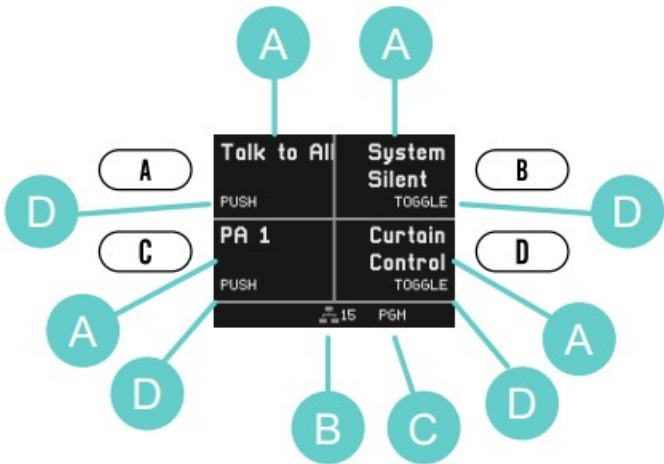 A A
Talk to All System
Silent
A B
PUSH TOGGLE
D D
PA 1 Curtain
Control
C D
PUSH TOGGLE
A A
15 PGM
D D
B C